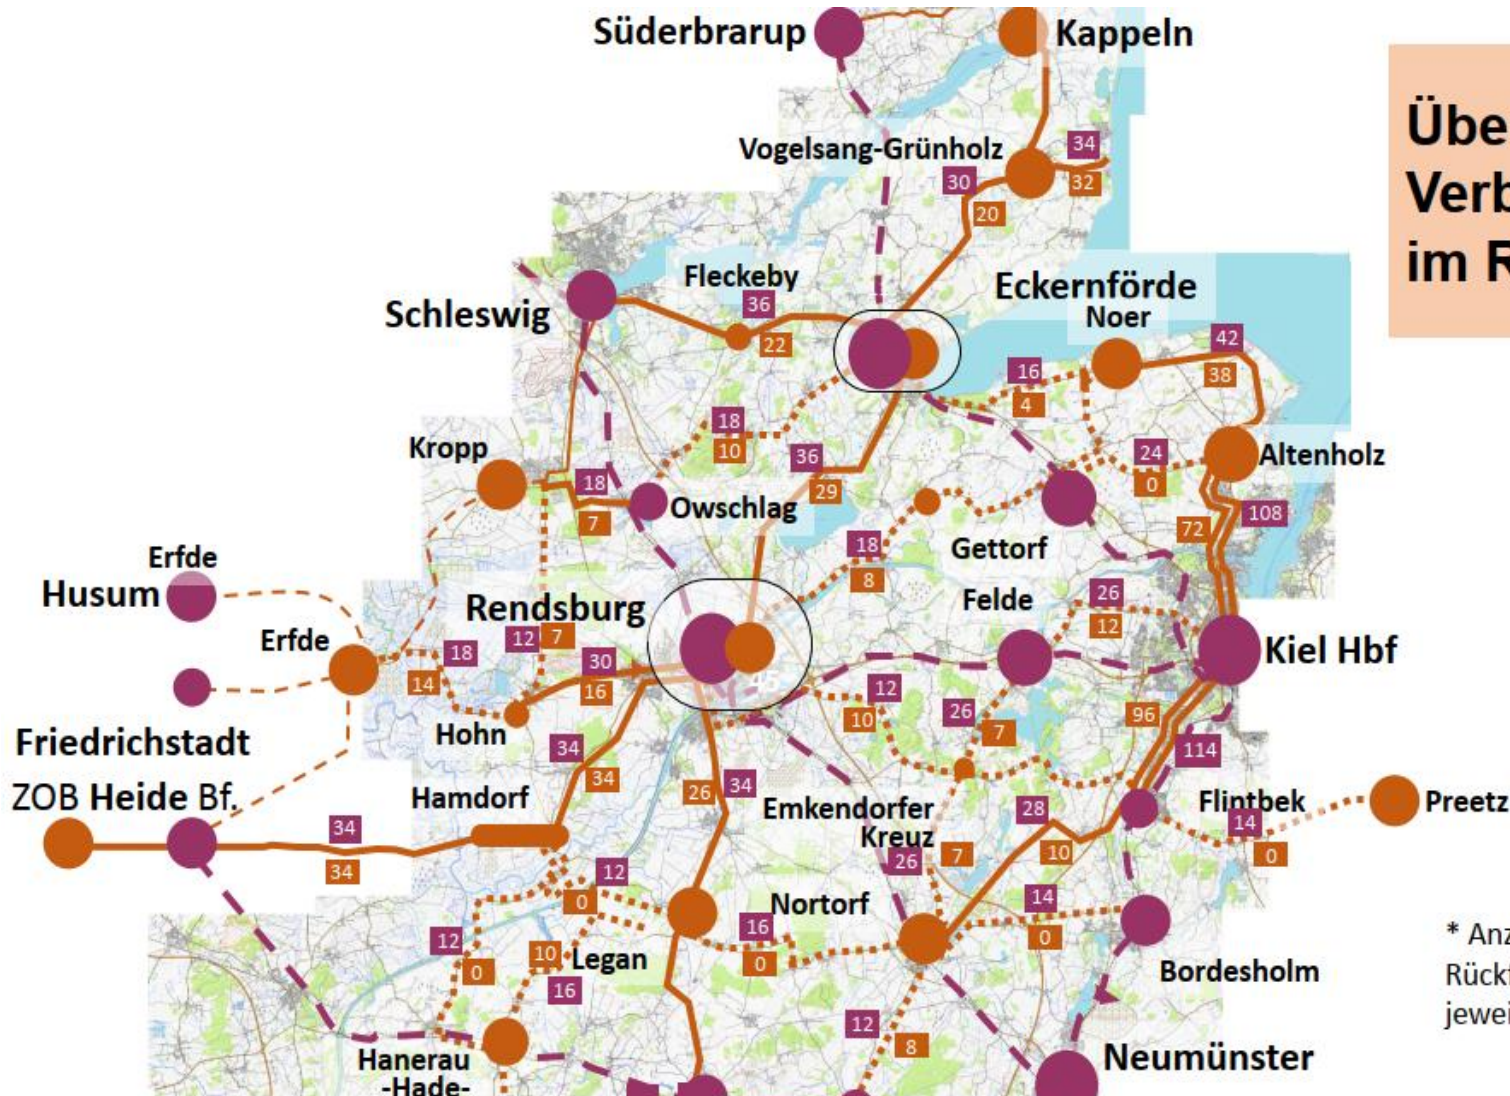 Süderbrarup
Kappeln
Übe
Verb
im R
Vogelsang-Grünholz
34
30
32
20
Fleckeby
36
22
Schleswig
Eckernförde
Noer
42
38
16
4
18
10
Kropp
36
29
24
0
Altenholz
18
7
Owschlag
72
108
Gettorf
18
8
Erfde
Husum
Rendsburg
Felde
26
12
Erfde
12
7
18
14
30
16
Kiel Hbf
12
10
26
7
96
114
Hohn
Friedrichstadt
34
34
ZOB Heide Bf.
Hamdorf
26
34
Emkendorfer
Kreuz
28
10
Flintbek
14
0
Preetz
34
34
26
7
12
0
Nortorf
14
0
16
0
12
0
10
Legan
16
* Anz
Rückf
jewei
Bordesholm
12
8
Hanerau
-Hade-
Neumünster